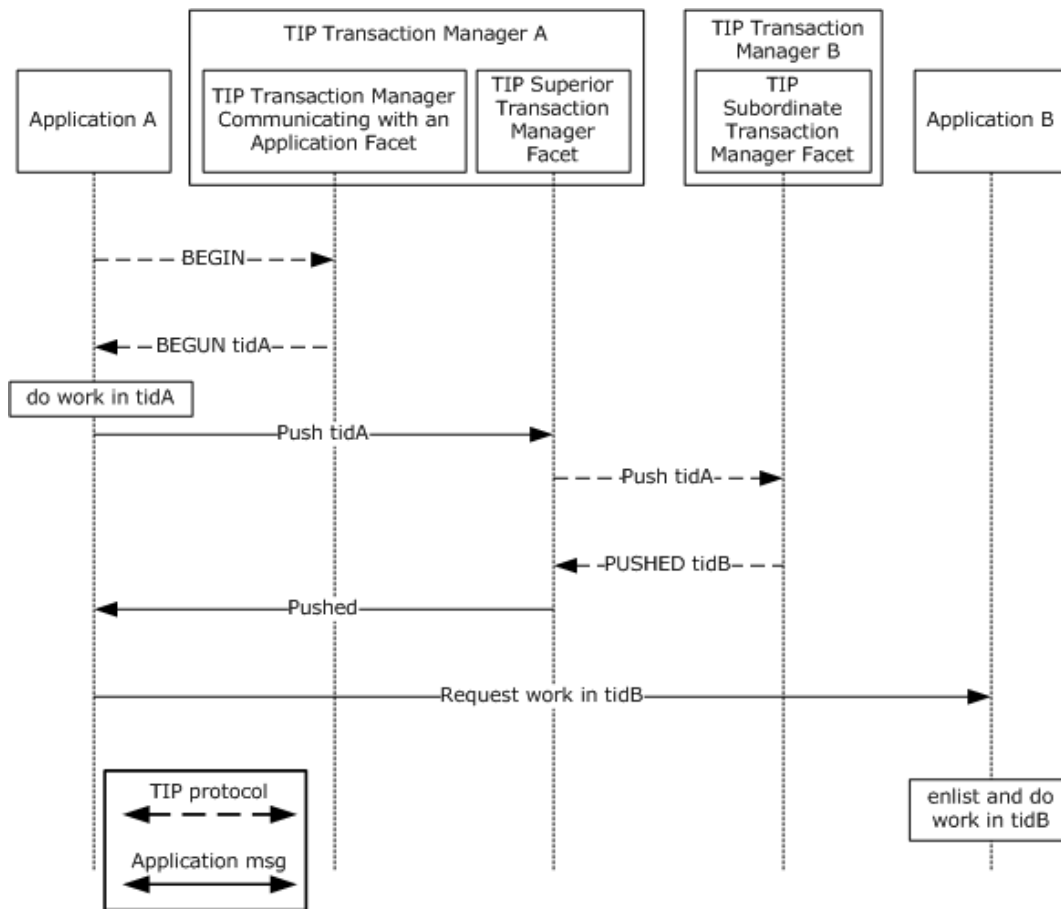 TIP Transaction Manager A
TIP Transaction
Manager B
Application A
TIP Transaction Manager
Communicating with an
Application Facet
TIP Superior
Transaction
Manager
Facet
TIP
Subordinate
Transaction
Manager Facet
Application B
BEGIN
BEGUN tidA
do work in tidA
Push tidA
Push tidA
PUSHED tidB
Pushed
Request work in tidB
TIP protocol
Application msg
enlist and do
work in tidB